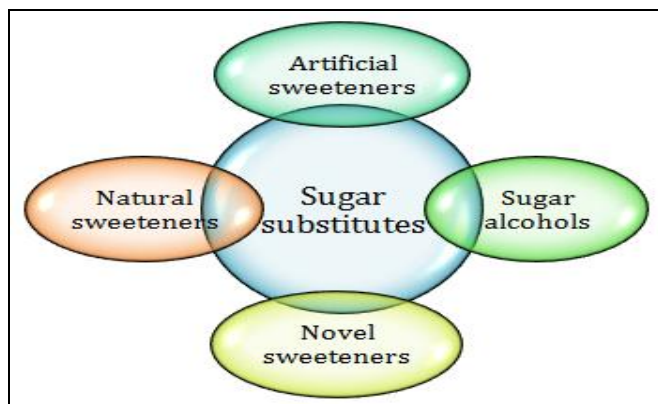 Artificial
sweeteners
Natural
sweeteners
Sugar
substitutes
Sugar
alcohols
Novel
sweeteners